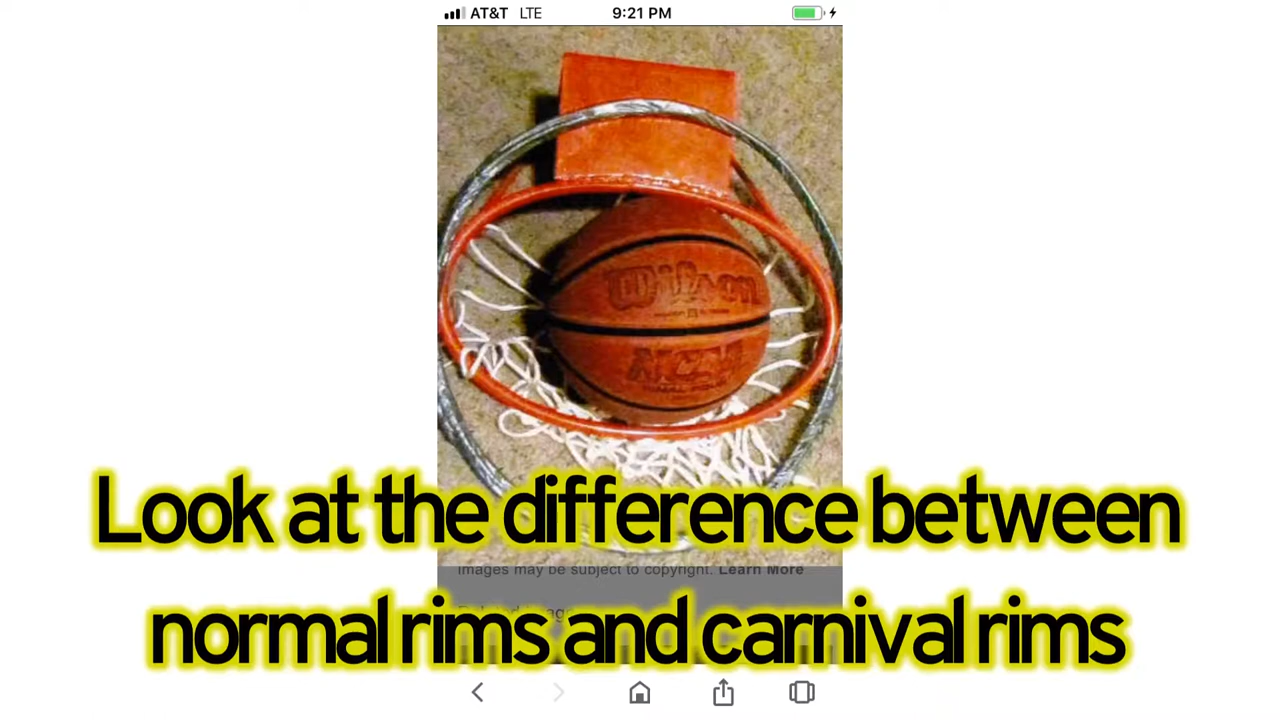 AT&T LTE 9:21 PM
Wilson
NCAA
Look at the difference between
Images may be subject to copyright. Learn More
normal rims and carnival rims